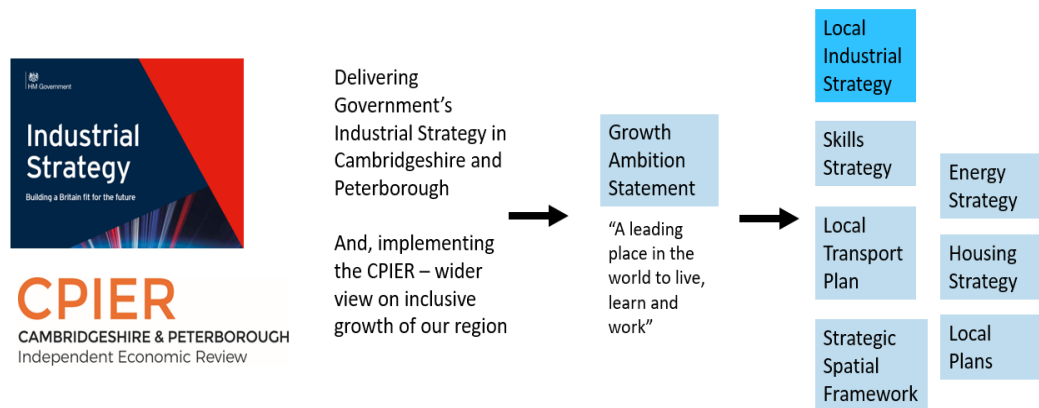 HM Government
Industrial
Strategy
Building a Britain fit for the future
CPIER
CAMBRIDGESHIRE & PETERBOROUGH
Independent Economic Review
Delivering
Government’s
Industrial Strategy in
Cambridgeshire and
Peterborough
And, implementing
the CPIER – wider
view on inclusive
growth of our region
Growth
Ambition
Statement
“A leading
place in the
world to live,
learn and
work”
Local
Industrial
Strategy
Skills
Strategy
Local
Transport
Plan
Strategic
Spatial
Framework
Energy
Strategy
Housing
Strategy
Local
Plans